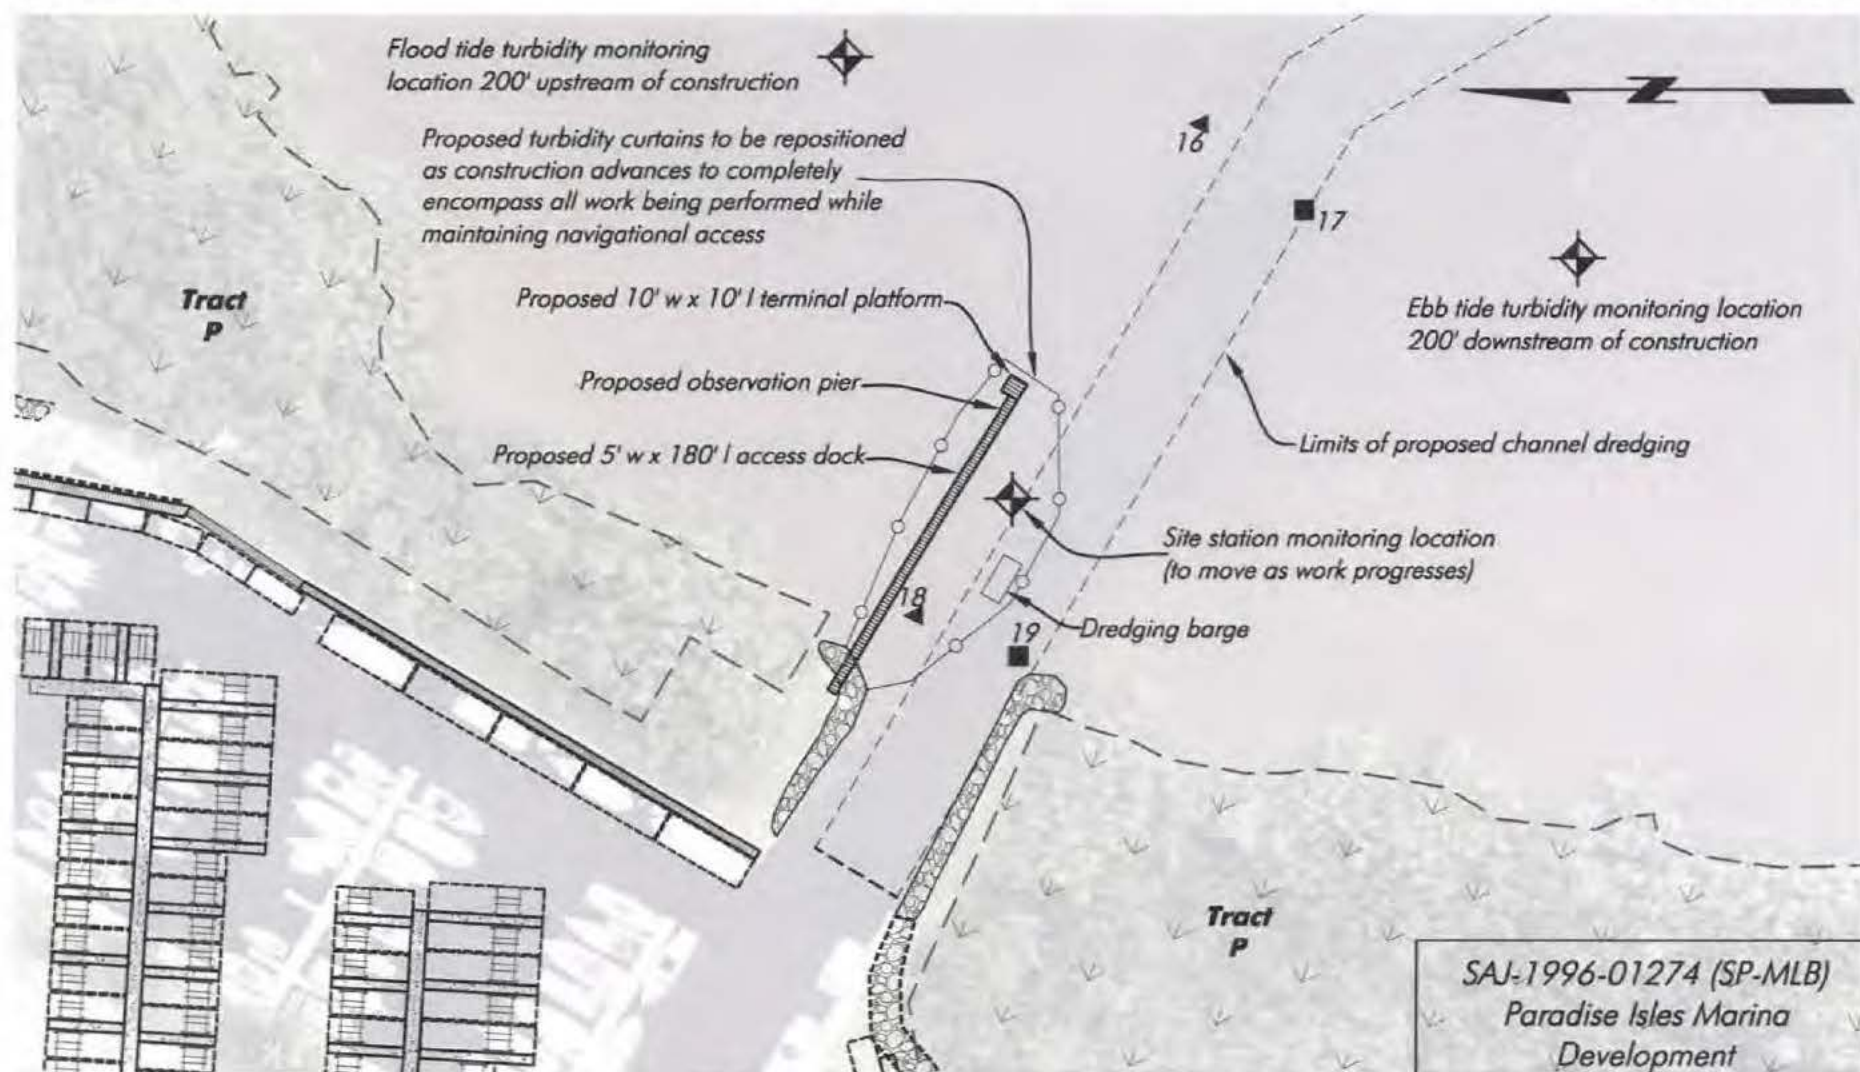 Flood tide turbidity monitoring
location 200' upstream of construction
Proposed turbidity curtains to be repositioned
as construction advances to completely
encompass all work being performed while
maintaining navigational access
N
16
17
Tract
P
Proposed 10' w x 10' l terminal platform
Ebb tide turbidity monitoring location
200' downstream of construction
Proposed observation pier
Proposed 5' w x 180' l access dock
Limits of proposed channel dredging
Site station monitoring location
(to move as work progresses)
18
19
Dredging barge
Tract
P
SAJ-1996-01274 (SP-MLB)
Paradise Isles Marina
Development